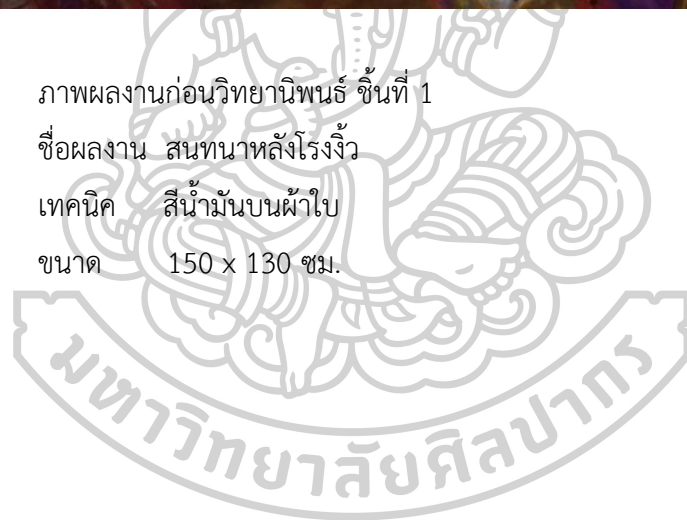 ภาพผลงานก่อนวิทยานิพนธ์ ชิ้นที่ 1
ชื่อผลงาน สนทนาหลังโรงงิ้ว
เทคนิค สีน้ำมันบนผ้าใบ
ขนาด 150 x 130 ซม.
มหาวิทยาลัยศิลปากร